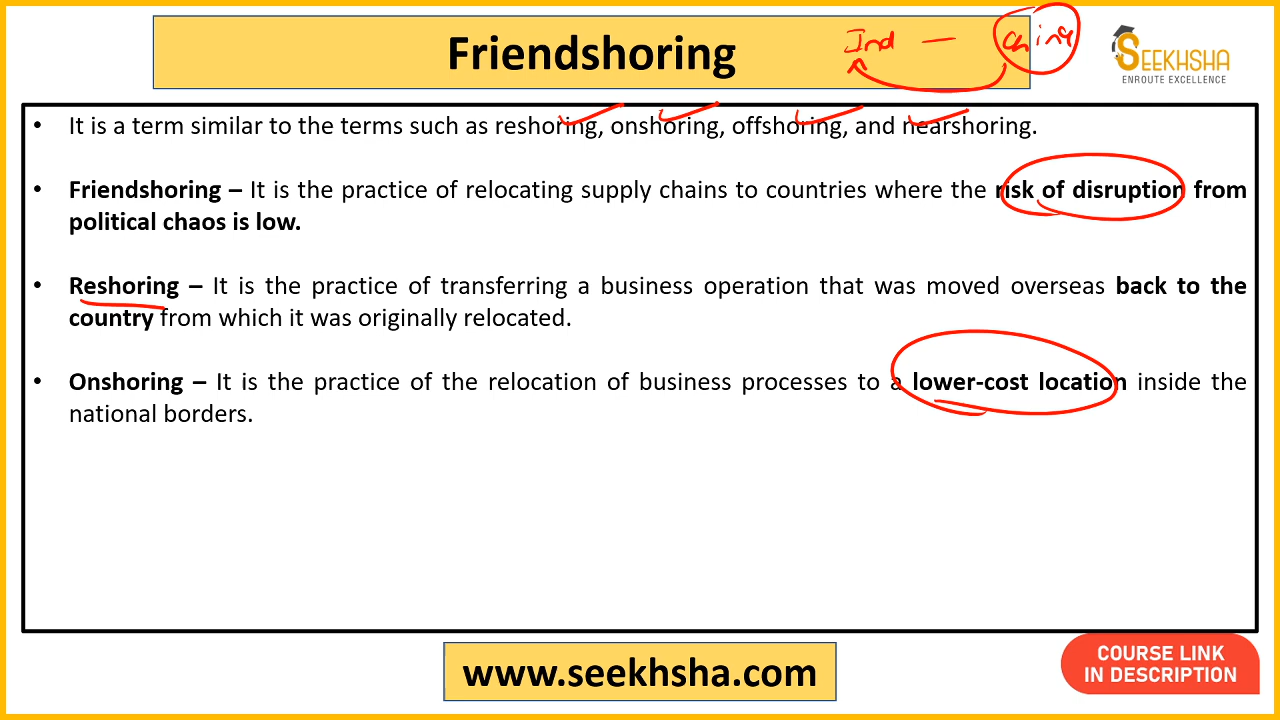 Friendshoring
Ind — China
SEEKHSHA
ENROUTE EXCELLENCE
• It is a term similar to the terms such as reshoring, onshoring, offshoring, and nearshoring.
• Friendshoring – It is the practice of relocating supply chains to countries where the risk of disruption from
political chaos is low.
• Reshoring – It is the practice of transferring a business operation that was moved overseas back to the
country from which it was originally relocated.
• Onshoring – It is the practice of the relocation of business processes to a lower-cost location inside the
national borders.
www.seekhsha.com
COURSE LINK
IN DESCRIPTION